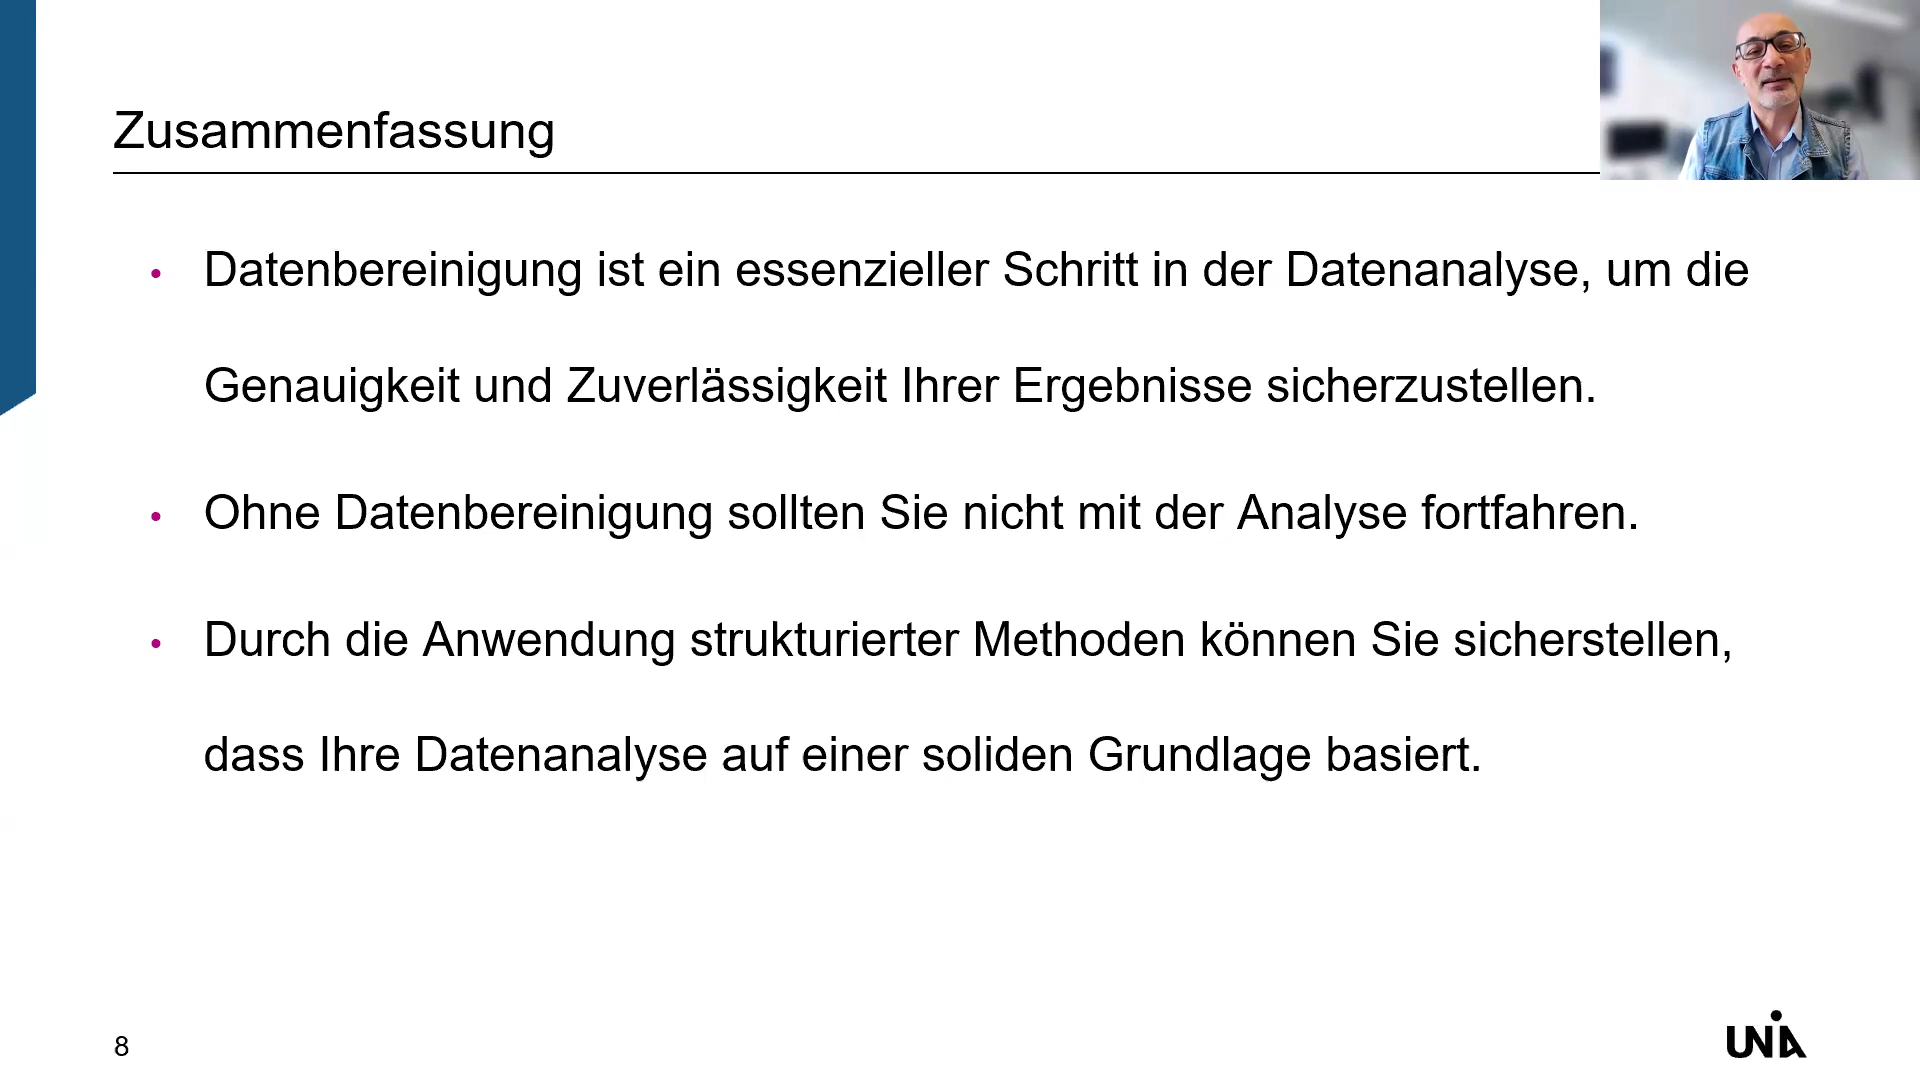 Zusammenfassung
• Datenbereinigung ist ein essenzieller Schritt in der Datenanalyse, um die
Genauigkeit und Zuverlässigkeit Ihrer Ergebnisse sicherzustellen.
• Ohne Datenbereinigung sollten Sie nicht mit der Analyse fortfahren.
• Durch die Anwendung strukturierter Methoden können Sie sicherstellen,
dass Ihre Datenanalyse auf einer soliden Grundlage basiert.
8
UNIA